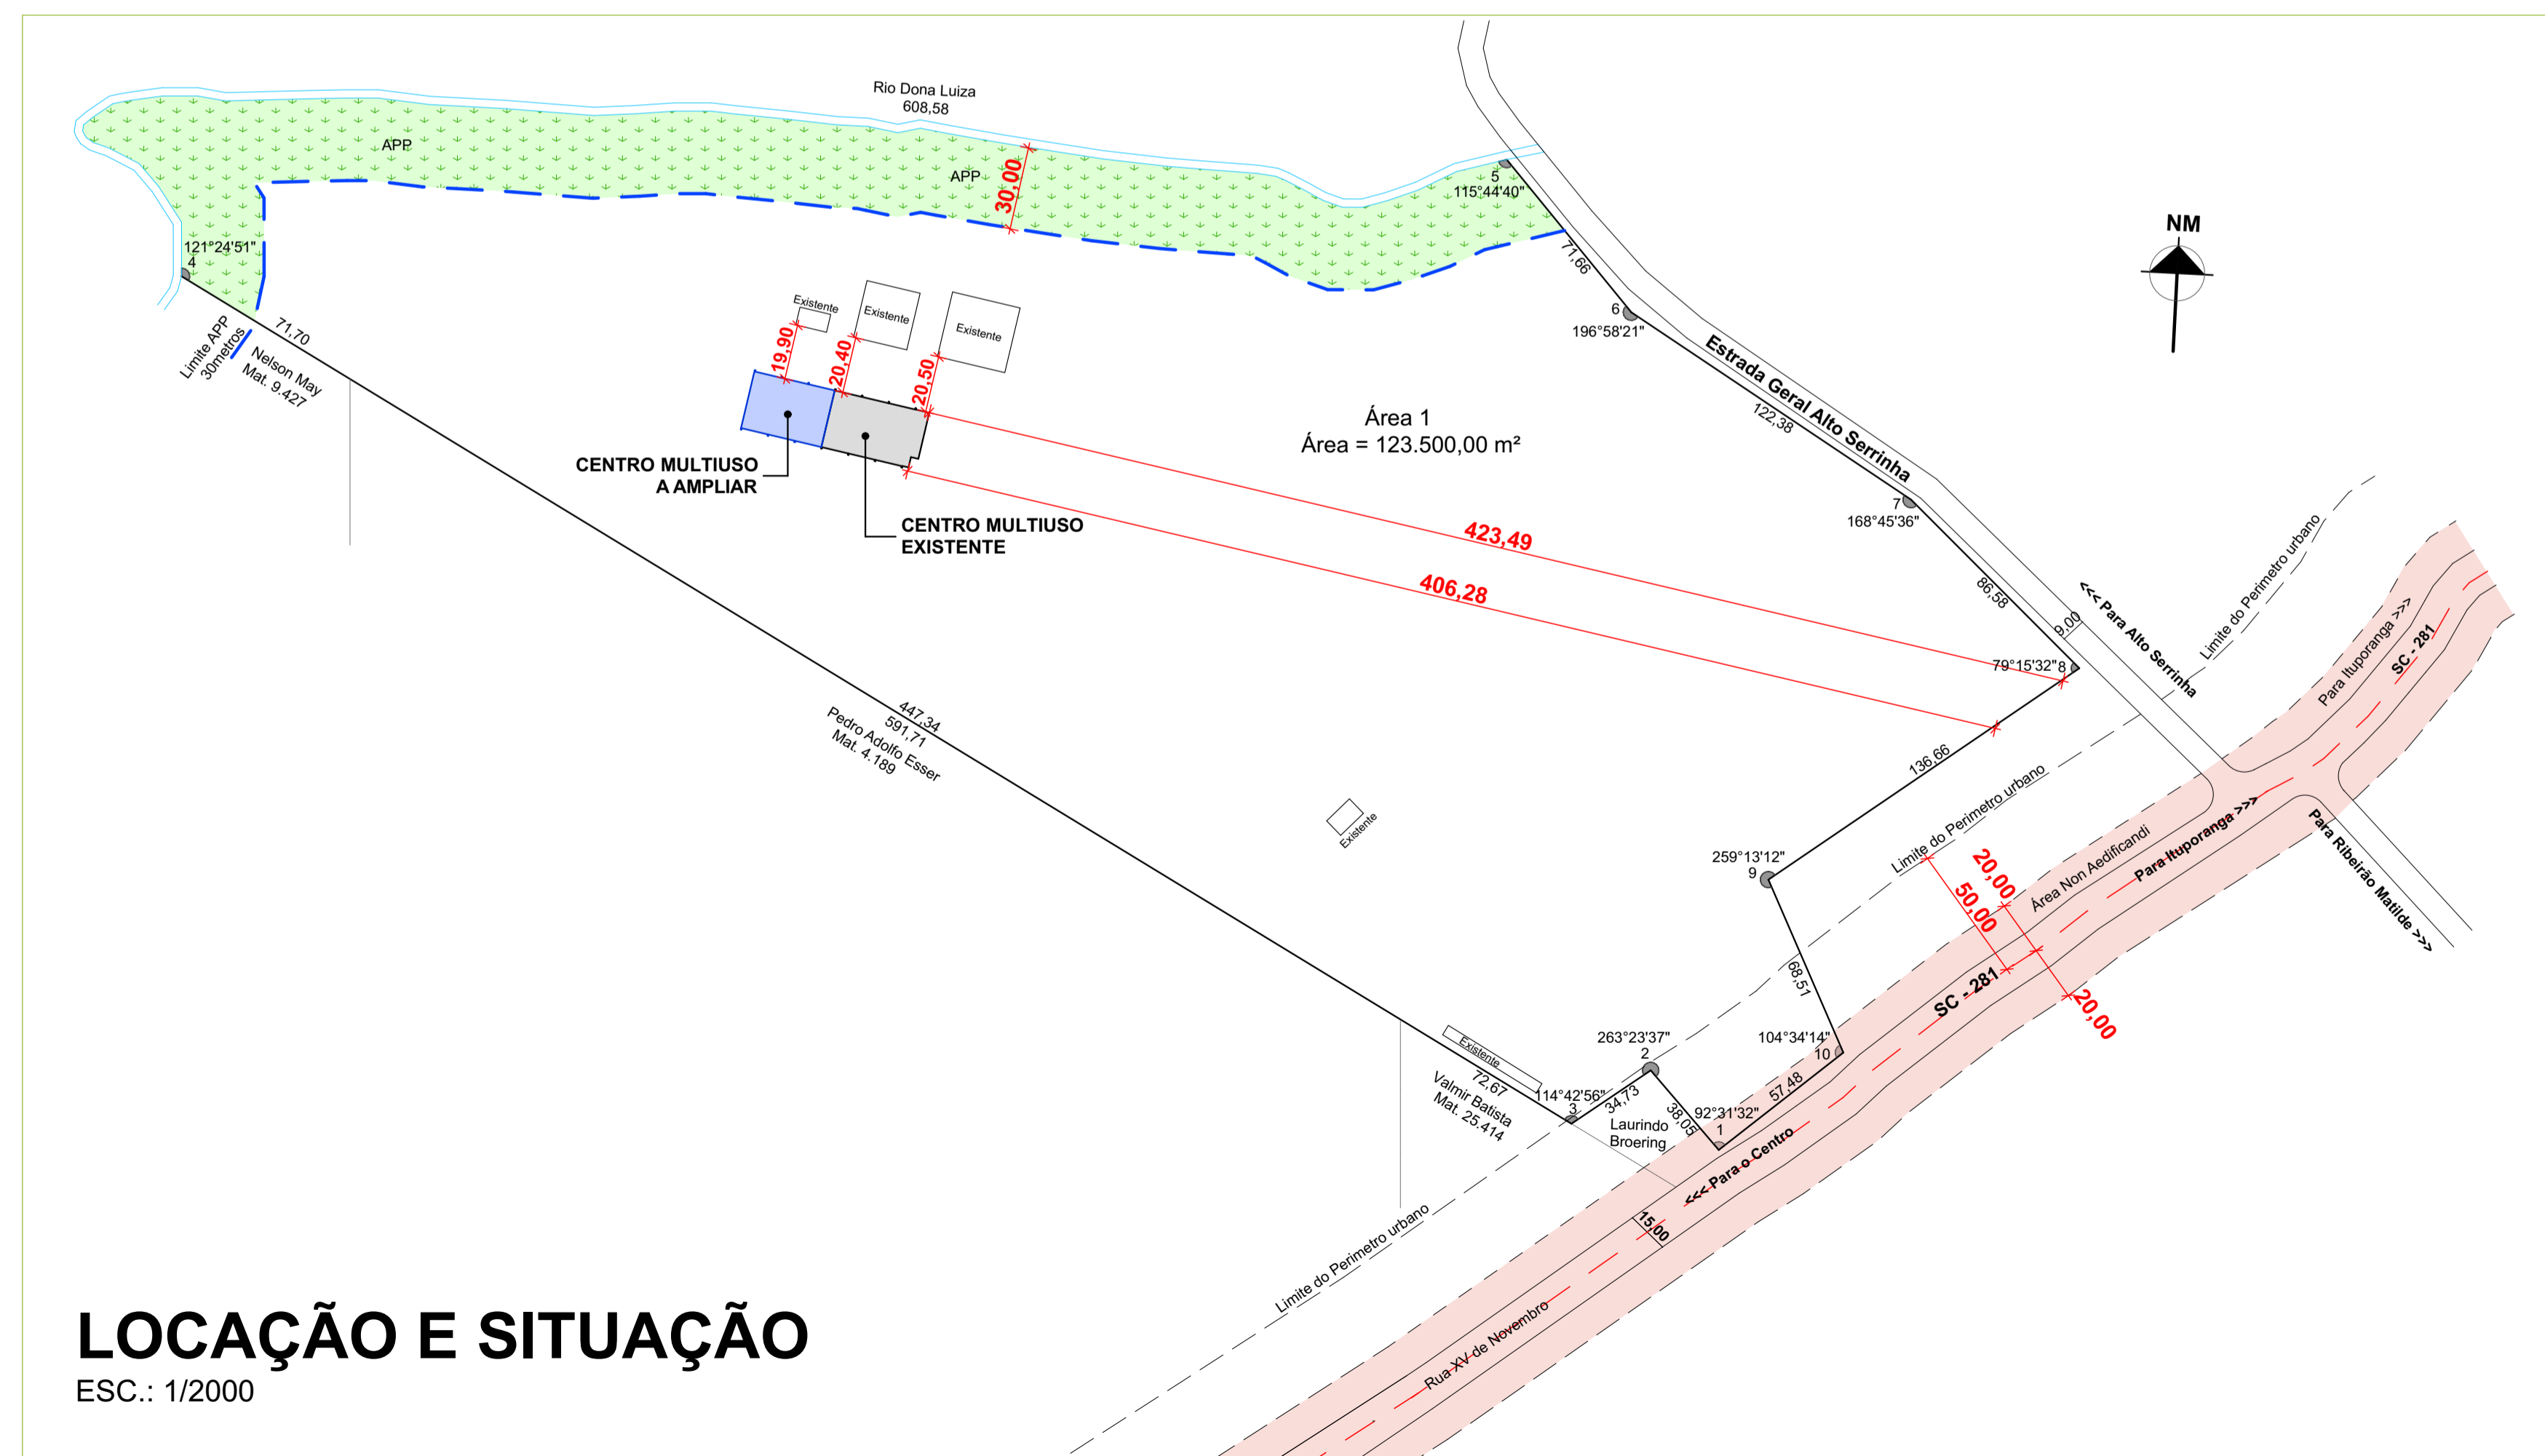 Rio Dona Luiza
608,58
APP
APP
30,00
5
115°44'40"
NM
121°24'51"
4
71,66
6
196°58'21"
Estrada Geral Alto Serrinha
122,38
7
168°45'36"
86,58
9,00
<<< Para Alto Serrinha
79°15'32" 8
Limite do Perimetro urbano
Para Ituporanga >>>
SC - 281
71,70
Limite APP
30metros
Nelson May
Mat. 9.427
Existente
Existente
Existente
19,90
20,40
20,50
Área 1
Área = 123.500,00 m²
CENTRO MULTIUSO
A AMPLIAR
CENTRO MULTIUSO
EXISTENTE
423,49
406,28
447,34
591,71
Pedro Adolfo Esser
Mat. 4.189
136,66
Existente
259°13'12"
9
Limite do Perimetro urbano
Área Non Aedificandi
Para Ituporanga >>>
Para Ribeirão Matilde >>>
20,00
50,00
20,00
SC - 281
68,51
104°34'14"
10
263°23'37"
2
Existente
72,67
Valmir Batista
Mat. 25.414
114°42'56"
3
34,73
38,05
Laurindo
Broering
92°31'32"
1
57,48
<<< Para o Centro
15,00
Limite do Perimetro urbano
Rua XV de Novembro
LOCAÇÃO E SITUAÇÃO
ESC.: 1/2000